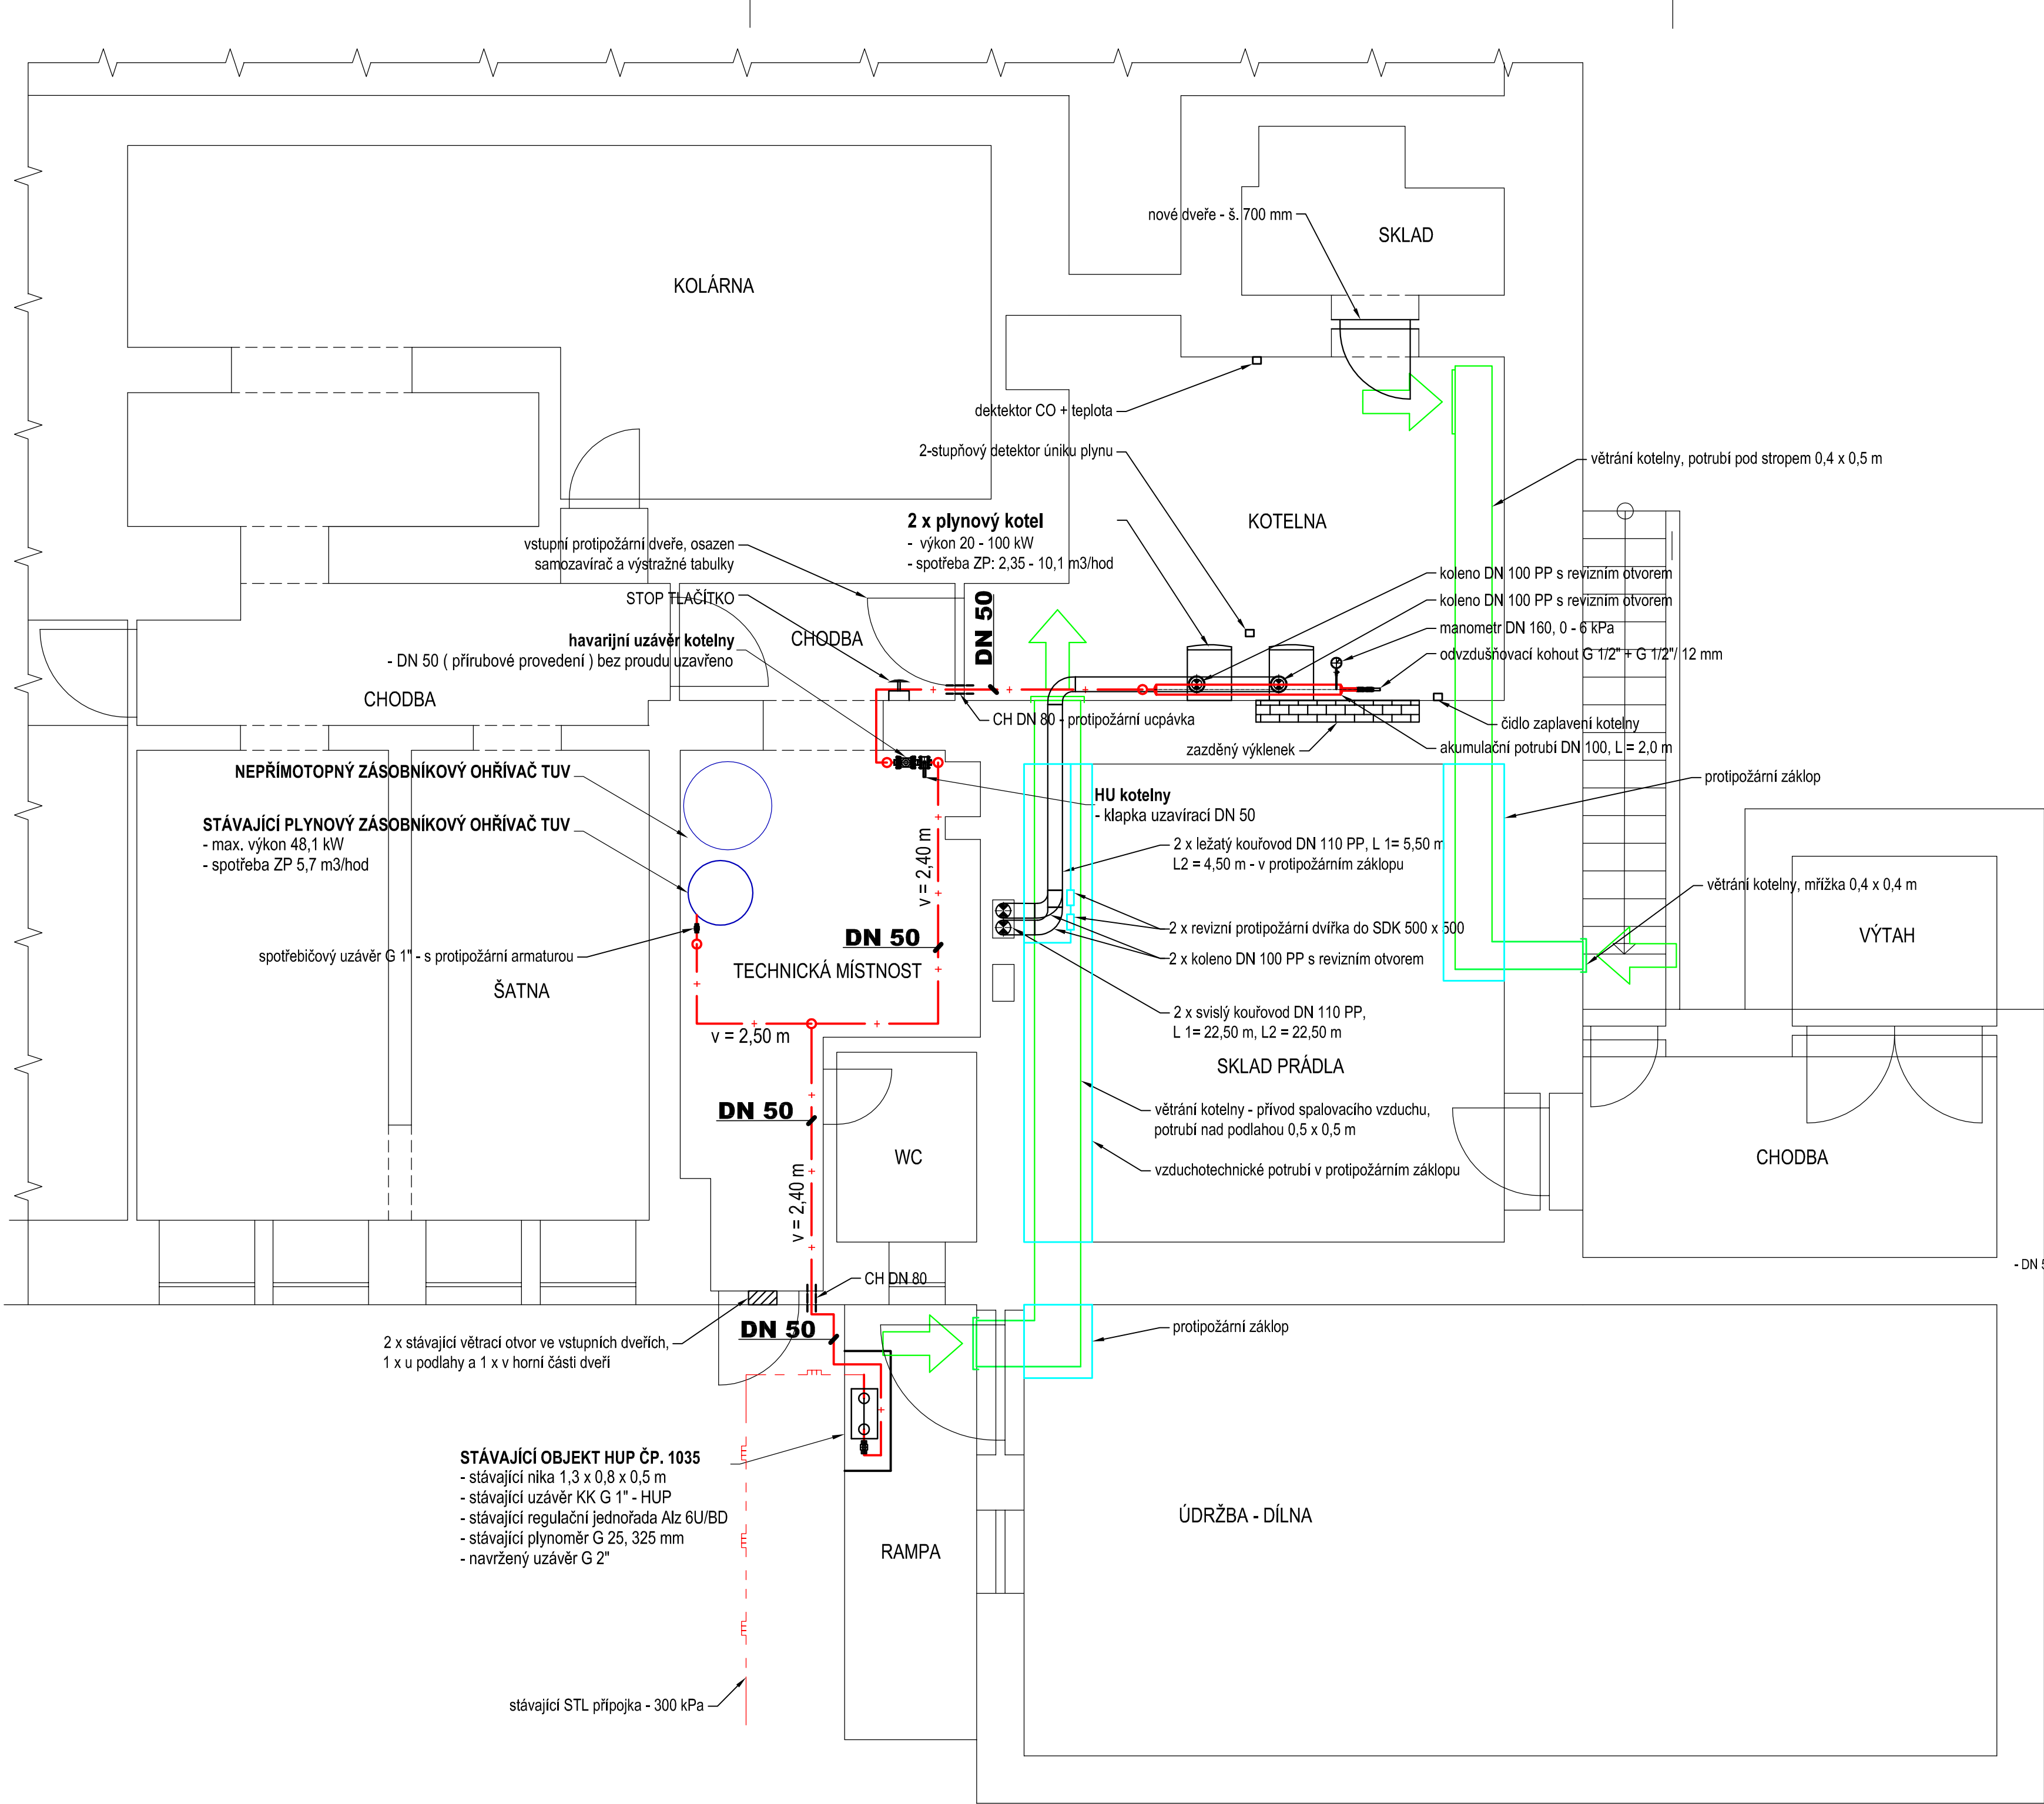 nové dveře - š. 700 mm
SKLAD
KOLÁRNA
dektektor CO + teplota
2-stupňový detektor úniku plynu
větrání kotelny, potrubí pod stropem 0,4 x 0,5 m
2 x plynový kotel
- výkon 20 - 100 kW
- spotřeba ZP: 2,35 - 10,1 m3/hod
KOTELNA
vstupní protipožární dveře, osazen
samozavírač a výstražné tabulky
koleno DN 100 PP s revizním otvorem
koleno DN 100 PP s revizním otvorem
STOP TLAČÍTKO
DN 50
manometr DN 160, 0 - 6 kPa
CHODBA
havarijní uzávěr kotelny
- DN 50 ( přírubové provedení ) bez proudu uzavřeno
odvzdušňovací kohout G 1/2" + G 1/2"/ 12 mm
CHODBA
CH DN 80 - protipožární ucpávka
čidlo zaplavení kotelny
zazděný výklenek
akumulační potrubí DN 100, L = 2,0 m
NEPŘÍMOTOPNÝ ZÁSOBNÍKOVÝ OHŘÍVAČ TUV
protipožární záklop
HU kotelny
- klapka uzavírací DN 50
STÁVAJÍCÍ PLYNOVÝ ZÁSOBNÍKOVÝ OHŘÍVAČ TUV
- max. výkon 48,1 kW
- spotřeba ZP 5,7 m3/hod
2 x ležatý kouřovod DN 110 PP, L 1= 5,50 m
L2 = 4,50 m - v protipožárním záklopu
v = 2,40 m
větrání kotelny, mřížka 0,4 x 0,4 m
DN 50
2 x revizní protipožární dvířka do SDK 500 x 500
VÝTAH
spotřebičový uzávěr G 1" - s protipožární armaturou
2 x koleno DN 100 PP s revizním otvorem
TECHNICKÁ MÍSTNOST
ŠATNA
2 x svislý kouřovod DN 110 PP,
L 1= 22,50 m, L2 = 22,50 m
v = 2,50 m
SKLAD PRÁDLA
DN 50
větrání kotelny - přívod spalovacího vzduchu,
potrubí nad podlahou 0,5 x 0,5 m
WC
CHODBA
vzduchotechnické potrubí v protipožárním záklopu
v = 2,40 m
- DN 5
CH DN 80
DN 50
protipožární záklop
2 x stávající větrací otvor ve vstupních dveřích,
1 x u podlahy a 1 x v horní části dveří
STÁVAJÍCÍ OBJEKT HUP ČP. 1035
- stávající nika 1,3 x 0,8 x 0,5 m
- stávající uzávěr KK G 1" - HUP
- stávající regulační jednořada Alz 6U/BD
- stávající plynoměr G 25, 325 mm
- navržený uzávěr G 2"
ÚDRŽBA - DÍLNA
RAMPA
stávající STL přípojka - 300 kPa